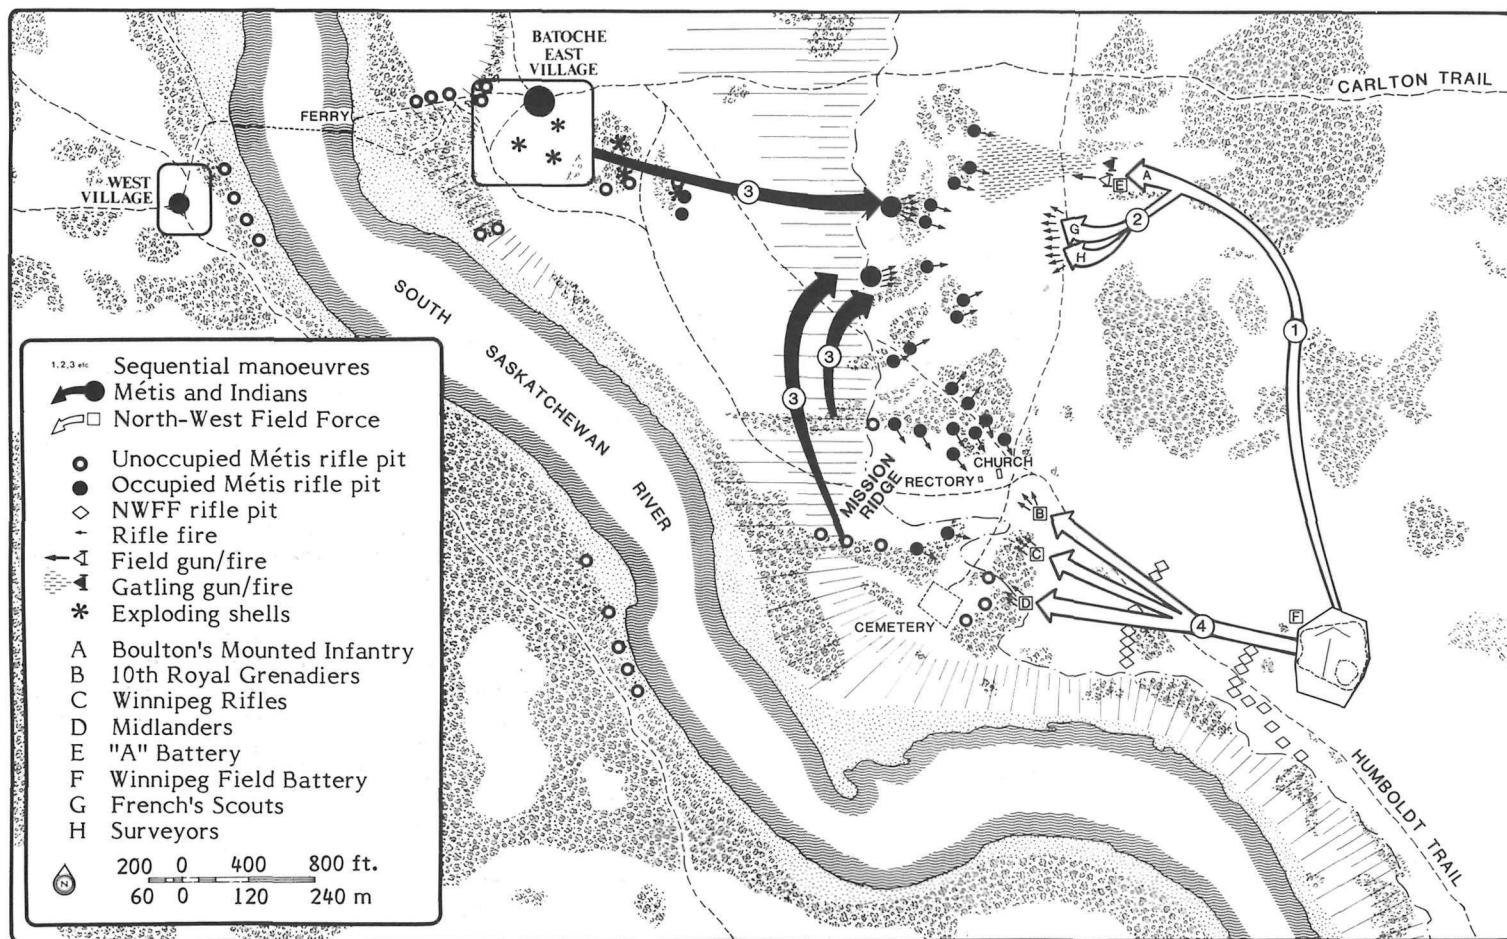 BATOCHE
EAST
VILLAGE
CARLTON TRAIL
FERRY
WEST
VILLAGE
A
E
3
2
G
H
SOUTH
SASKATCHEWAN
RIVER
1
3
3
MISSION
RIDGE
CHURCH
RECTORY
B
C
D
CEMETERY
4
F
HUMBOLDT TRAIL
1,2,3 etc Sequential manoeuvres
Métis and Indians
North-West Field Force
Unoccupied Métis rifle pit
Occupied Métis rifle pit
NWFF rifle pit
Rifle fire
Field gun/fire
Gatling gun/fire
Exploding shells
A Boulton's Mounted Infantry
B 10th Royal Grenadiers
C Winnipeg Rifles
D Midlanders
E "A" Battery
F Winnipeg Field Battery
G French's Scouts
H Surveyors
N
200 0 400 800 ft.
60 0 120 240 m